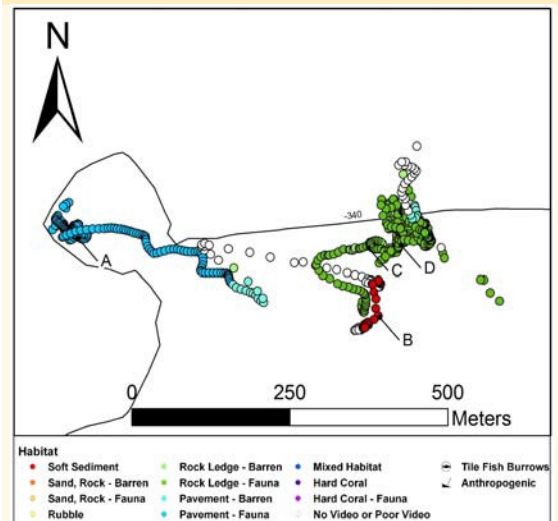 N
-340
A
C
D
B
0 250 500
Meters
Habitat
Soft Sediment
Sand, Rock - Barren
Sand, Rock - Fauna
Rubble
Rock Ledge - Barren
Rock Ledge - Fauna
Pavement - Barren
Pavement - Fauna
Mixed Habitat
Hard Coral
Hard Coral - Fauna
No Video or Poor Video
Tile Fish Burrows
Anthropogenic